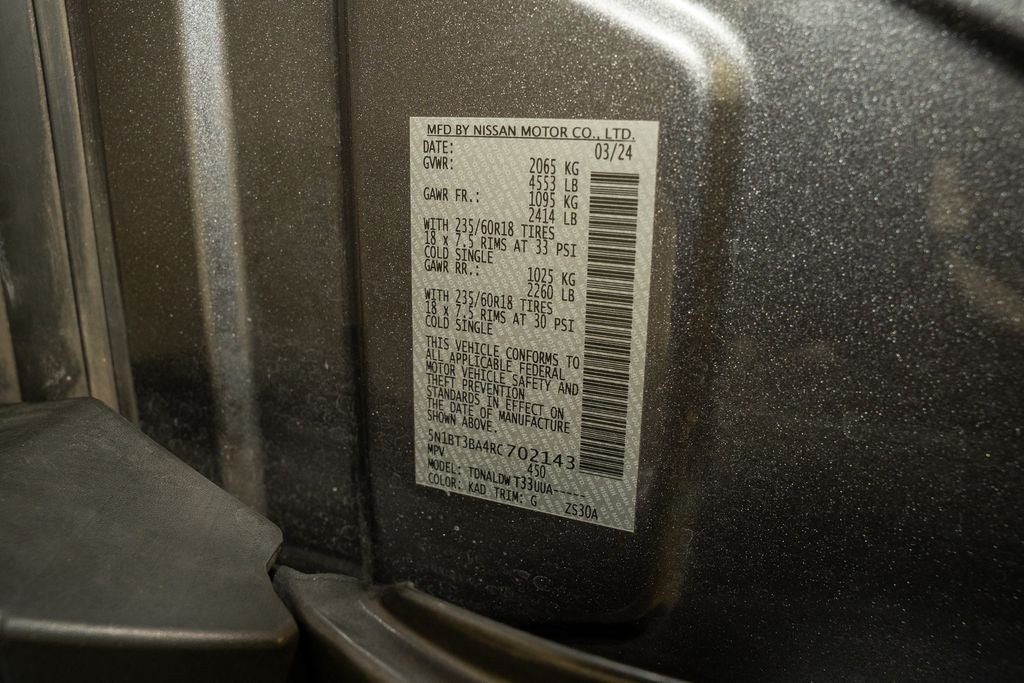 MFD BY NISSAN MOTOR CO., LTD.
DATE: 03/24
GVWR: 2065 KG
4553 LB
GAWR FR.: 1095 KG
2414 LB
WITH 235/60R18 TIRES
18 x 7.5 RIMS AT 33 PSI
COLD SINGLE
GAWR RR.: 1025 KG
2260 LB
WITH 235/60R18 TIRES
18 x 7.5 RIMS AT 30 PSI
COLD SINGLE
THIS VEHICLE CONFORMS TO
ALL APPLICABLE FEDERAL
MOTOR VEHICLE SAFETY AND
THEFT PREVENTION
STANDARDS IN EFFECT ON
THE DATE OF MANUFACTURE
SHOWN ABOVE.
5N1BT3BA4RC702143
MPV 450
MODEL: TDNALDW T33UUA-----
COLOR: KAD TRIM: G ZS30A